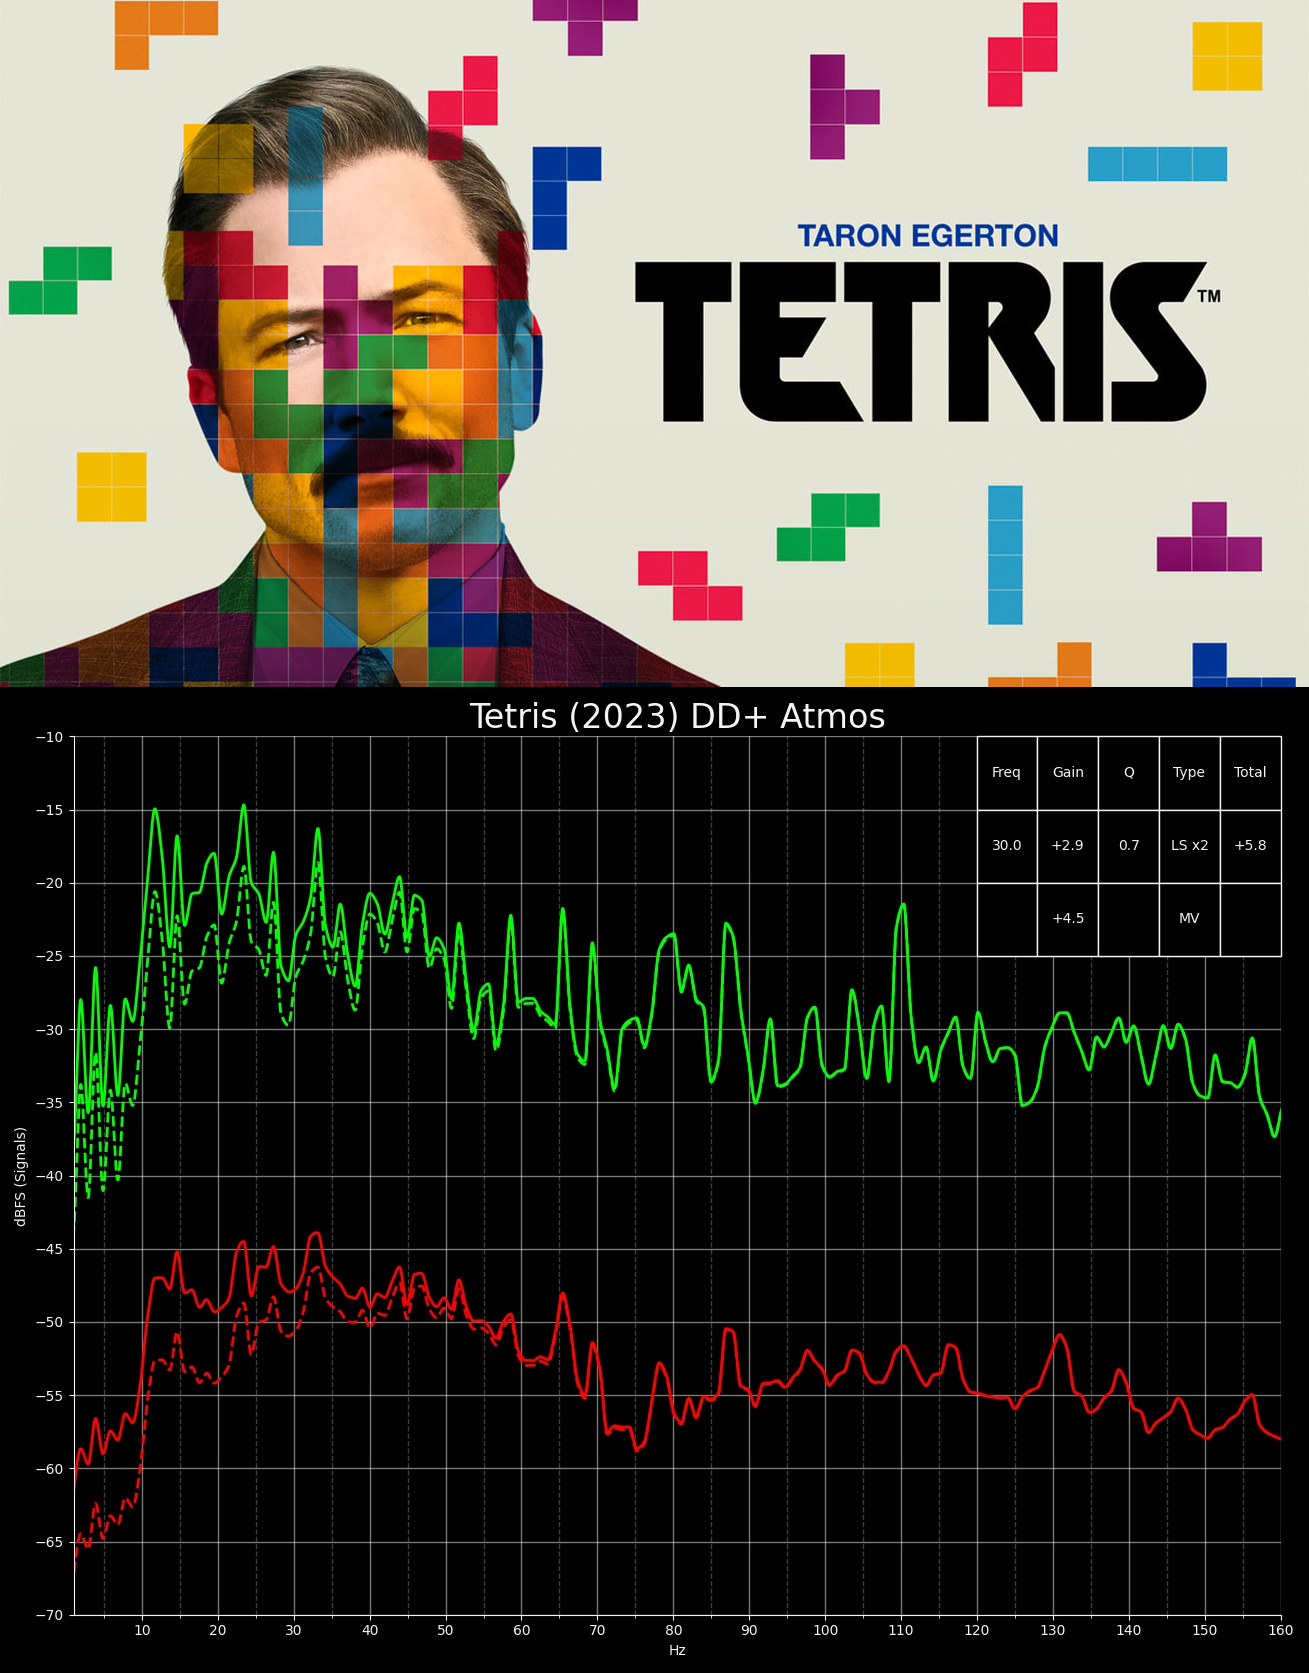 TARON EGERTON
TETRIS™
Tetris (2023) DD+ Atmos
Freq Gain Q Type Total
30.0 +2.9 0.7 LS x2 +5.8
+4.5 MV
−10
−15
−20
−25
−30
−35
−40
−45
−50
−55
−60
−65
−70
dBFS (Signals)
10 20 30 40 50 60 70 80 90 100 110 120 130 140 150 160
Hz